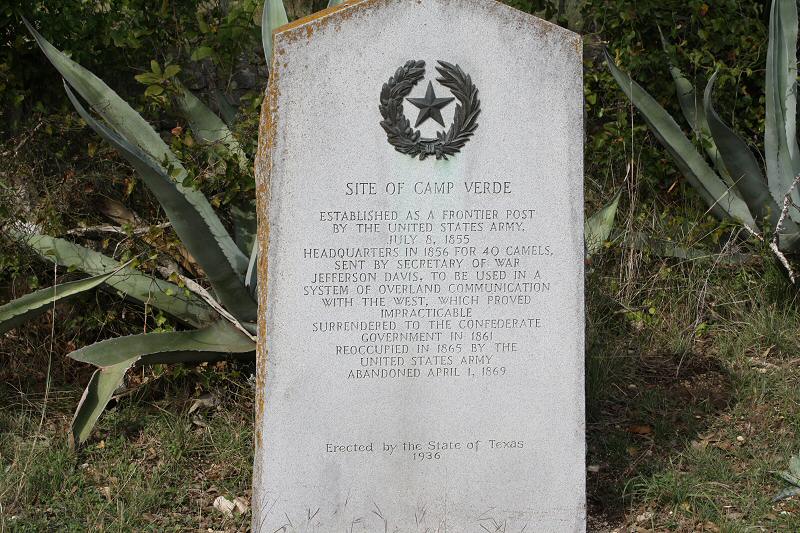 SITE OF CAMP VERDE
ESTABLISHED AS A FRONTIER POST
BY THE UNITED STATES ARMY,
JULY 8, 1855
HEADQUARTERS IN 1856 FOR 40 CAMELS,
SENT BY SECRETARY OF WAR
JEFFERSON DAVIS, TO BE USED IN A
SYSTEM OF OVERLAND COMMUNICATION
WITH THE WEST, WHICH PROVED
IMPRACTICABLE
SURRENDERED TO THE CONFEDERATE
GOVERNMENT IN 1861
REOCCUPIED IN 1865 BY THE
UNITED STATES ARMY
ABANDONED APRIL 1, 1869
Erected by the State of Texas
1936